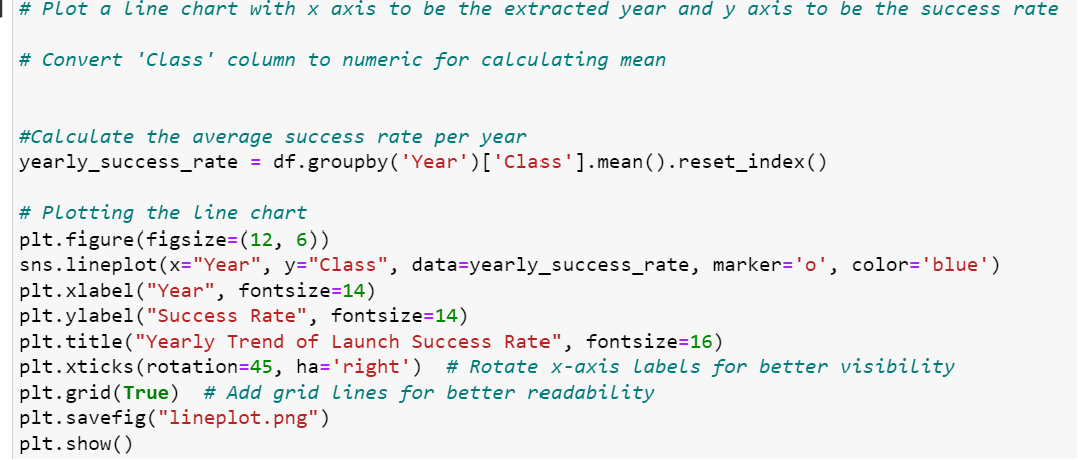 # Plot a line chart with x axis to be the extracted year and y axis to be the success rate
# Convert 'Class' column to numeric for calculating mean
#Calculate the average success rate per year
yearly_success_rate = df.groupby('Year')['Class'].mean().reset_index()
# Plotting the line chart
plt.figure(figsize=(12, 6))
sns.lineplot(x="Year", y="Class", data=yearly_success_rate, marker='o', color='blue')
plt.xlabel("Year", fontsize=14)
plt.ylabel("Success Rate", fontsize=14)
plt.title("Yearly Trend of Launch Success Rate", fontsize=16)
plt.xticks(rotation=45, ha='right')  # Rotate x-axis labels for better visibility
plt.grid(True)  # Add grid lines for better readability
plt.savefig("lineplot.png")
plt.show()